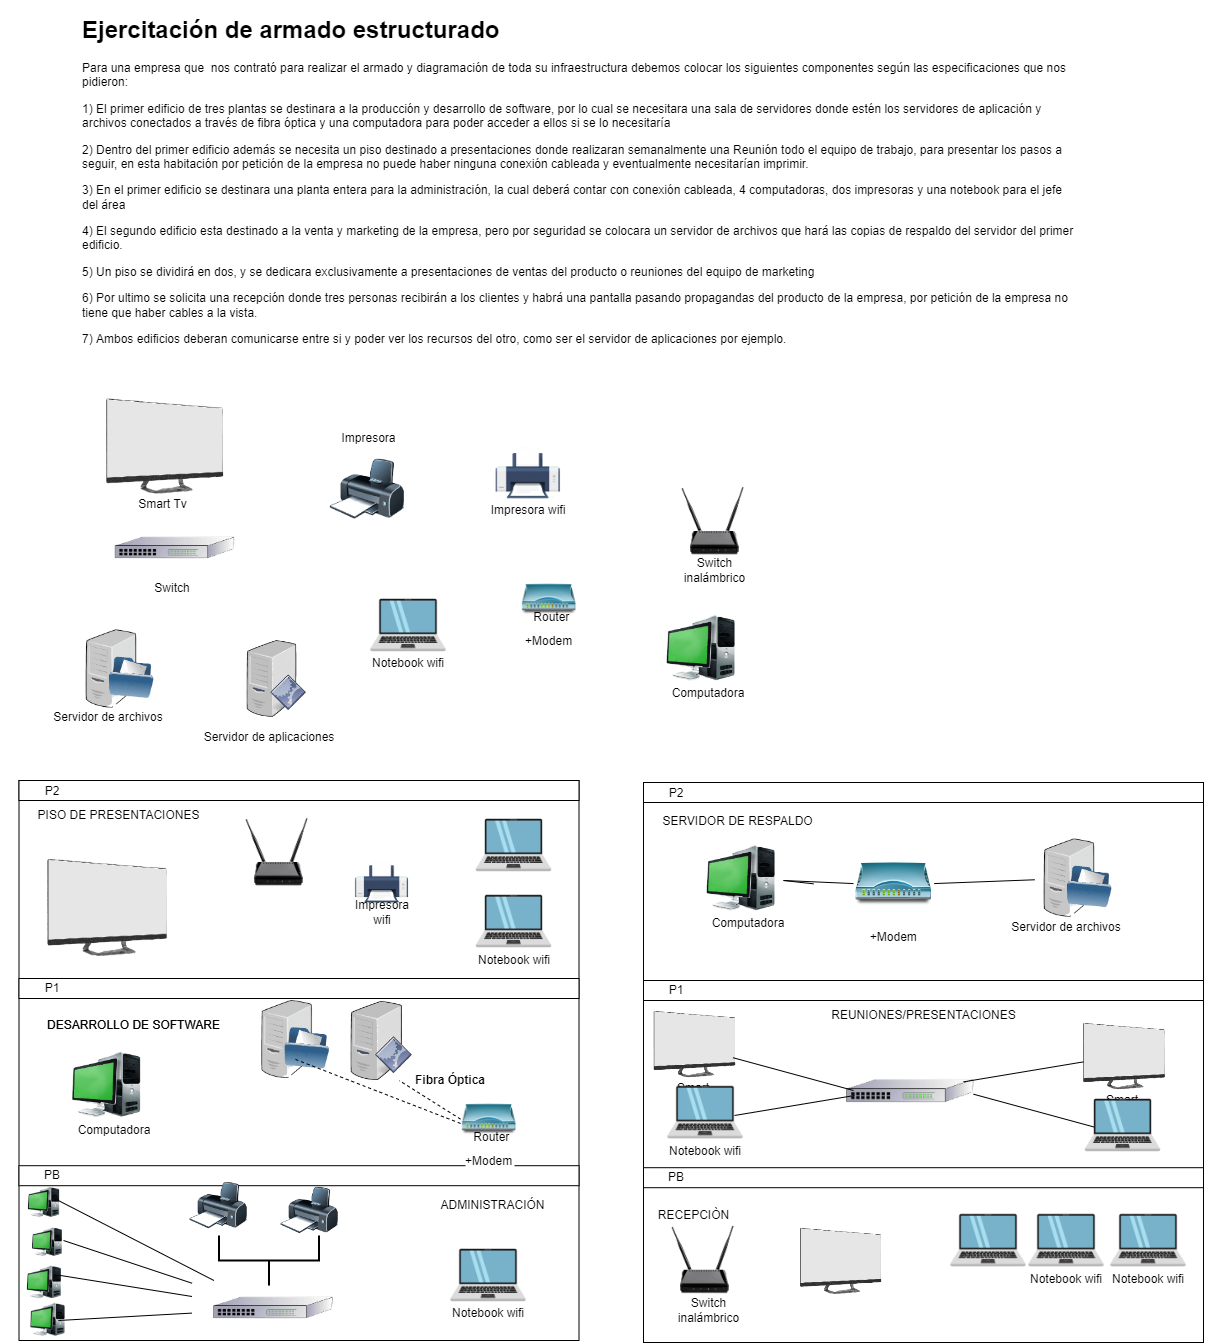 Ejercitación de armado estructurado
Para una empresa que  nos contrató para realizar el armado y diagramación de toda su infraestructura debemos colocar los siguientes componentes según las especificaciones que nos
pidieron:
1) El primer edificio de tres plantas se destinara a la producción y desarrollo de software, por lo cual se necesitara una sala de servidores donde estén los servidores de aplicación y
archivos conectados a través de fibra óptica y una computadora para poder acceder a ellos si se lo necesitaría
2) Dentro del primer edificio además se necesita un piso destinado a presentaciones donde realizaran semanalmente una Reunión todo el equipo de trabajo, para presentar los pasos a
seguir, en esta habitación por petición de la empresa no puede haber ninguna conexión cableada y eventualmente necesitarían imprimir.
3) En el primer edificio se destinara una planta entera para la administración, la cual deberá contar con conexión cableada, 4 computadoras, dos impresoras y una notebook para el jefe
del área
4) El segundo edificio esta destinado a la venta y marketing de la empresa, pero por seguridad se colocara un servidor de archivos que hará las copias de respaldo del servidor del primer
edificio.
5) Un piso se dividirá en dos, y se dedicara exclusivamente a presentaciones de ventas del producto o reuniones del equipo de marketing
6) Por ultimo se solicita una recepción donde tres personas recibirán a los clientes y habrá una pantalla pasando propagandas del producto de la empresa, por petición de la empresa no
tiene que haber cables a la vista.
7) Ambos edificios deberan comunicarse entre si y poder ver los recursos del otro, como ser el servidor de aplicaciones por ejemplo.
Smart Tv
Impresora
Impresora wifi
Switch
inalámbrico
Switch
Router
+Modem
Notebook wifi
Computadora
Servidor de archivos
Servidor de aplicaciones
P2
PISO DE PRESENTACIONES
Impresora
wifi
Notebook wifi
P1
DESARROLLO DE SOFTWARE
Fibra Óptica
Computadora
Router
+Modem
PB
ADMINISTRACIÓN
Notebook wifi
P2
SERVIDOR DE RESPALDO
Computadora
+Modem
Servidor de archivos
P1
REUNIONES/PRESENTACIONES
Smart
Smart
Notebook wifi
PB
RECEPCIÒN
Switch
inalámbrico
Notebook wifi
Notebook wifi